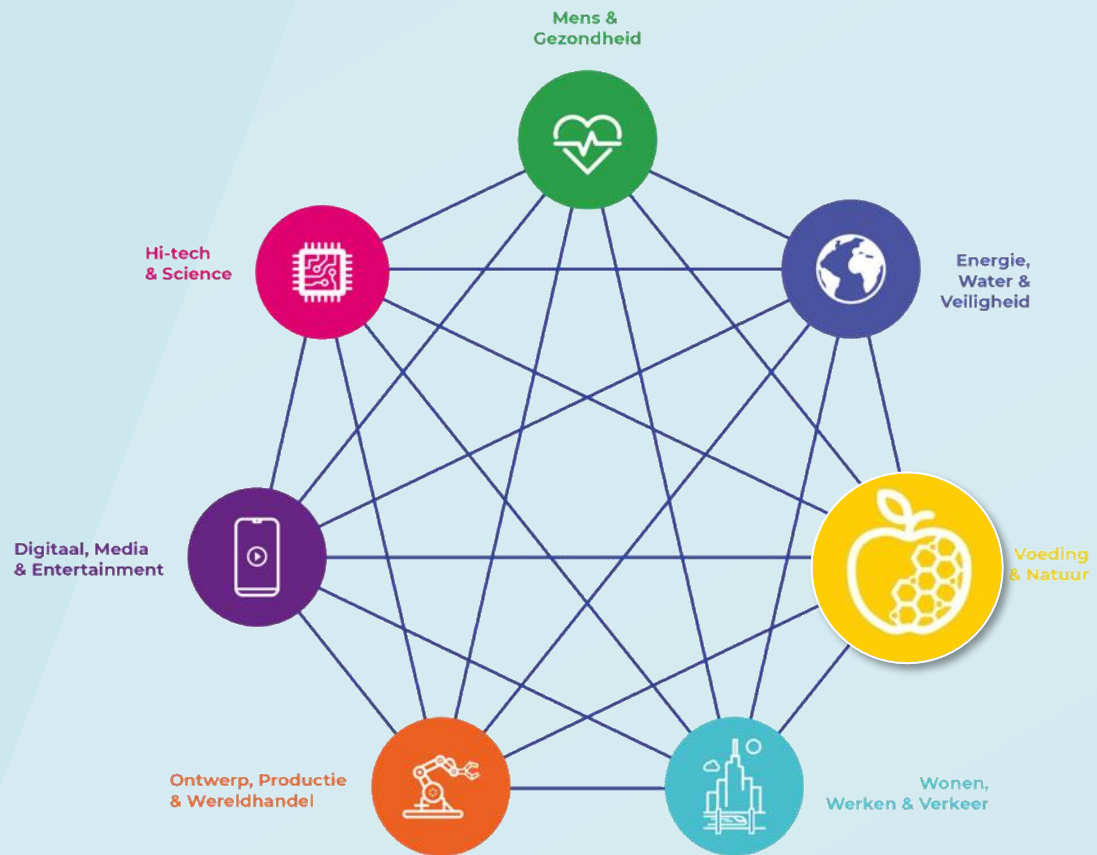 Mens &
Gezondheid
Hi-tech
& Science
Energie,
Water &
Veiligheid
Digitaal, Media
& Entertainment
Voeding
& Natuur
Ontwerp, Productie
& Wereldhandel
Wonen,
Werken & Verkeer